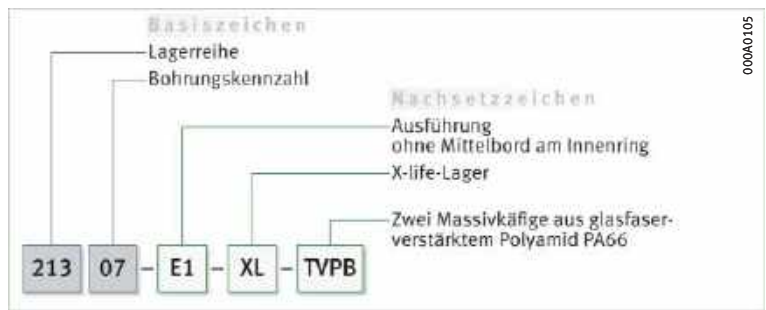 Basiszeichen
Lagerreihe
Bohrungskennzahl
Nachsetzzeichen
Ausführung
ohne Mittelbord am Innenring
X-life-Lager
Zwei Massivkäfige aus glasfaser-
verstärktem Polyamid PA66
213 07 – E1 – XL – TVPB
000A0105